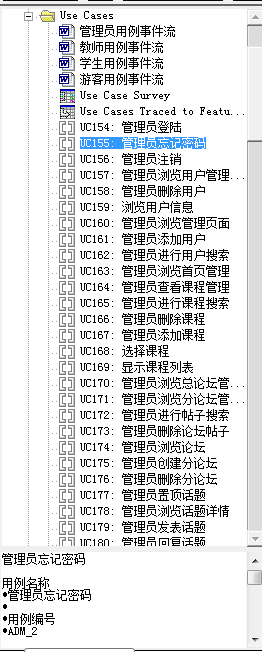 Use Cases
管理员用例事件流
教师用例事件流
学生用例事件流
游客用例事件流
Use Case Survey
Use Cases Traced to Featu...
UC154: 管理员登陆
UC155: 管理员忘记密码
UC156: 管理员注销
UC157: 管理员浏览用户管理...
UC158: 管理员删除用户
UC159: 浏览用户信息
UC160: 管理员浏览管理页面
UC161: 管理员添加用户
UC162: 管理员进行用户搜索
UC163: 管理员浏览首页管理
UC164: 管理员查看课程管理
UC165: 管理员进行课程搜索
UC166: 管理员删除课程
UC167: 管理员添加课程
UC168: 选择课程
UC169: 显示课程列表
UC170: 管理员浏览总论坛管...
UC171: 管理员浏览分论坛管...
UC172: 管理员进行帖子搜索
UC173: 管理员删除论坛帖子
UC174: 管理员浏览论坛
UC175: 管理员创建分论坛
UC176: 管理员删除分论坛
UC177: 管理员置顶话题
UC178: 管理员浏览话题详情
UC179: 管理员发表话题
UC180: 管理员回复话题
管理员忘记密码
用例名称
•管理员忘记密码
•
•用例编号
•ADM_2